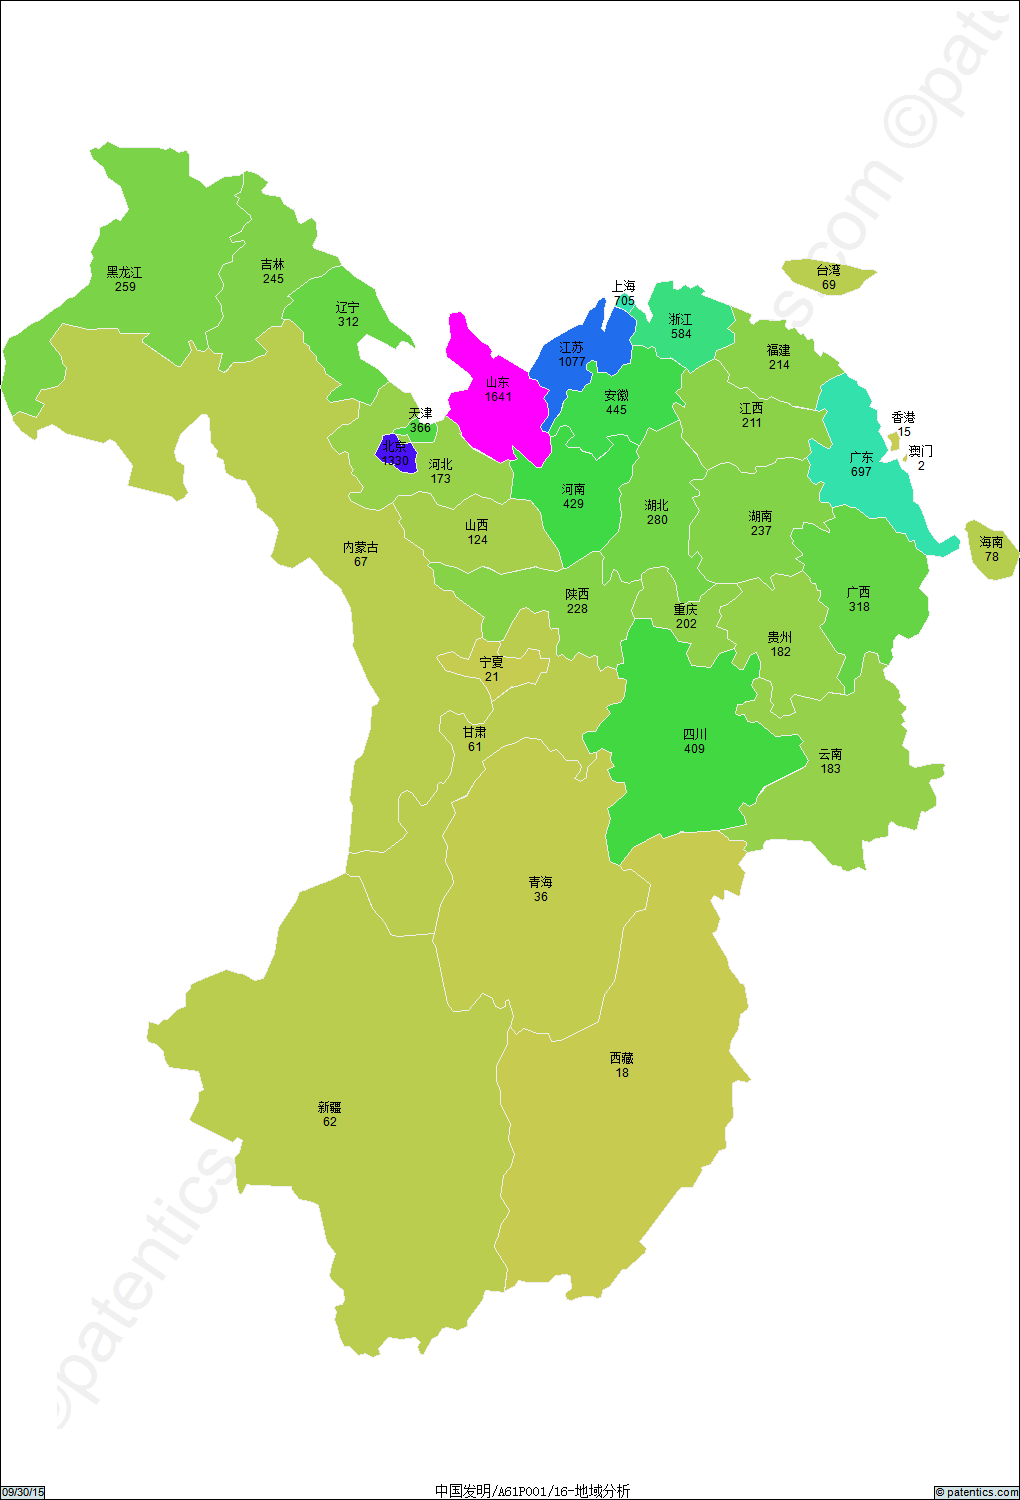 ©patentics.com ©patentics
黑龙江
259
吉林
245
辽宁
312
台湾
69
上海
705
浙江
584
江苏
1077
福建
214
山东
1641
安徽
445
江西
211
天津
366
香港
15
北京
1330
河北
173
广东
697
澳门
2
河南
429
湖北
280
湖南
237
山西
124
内蒙古
67
海南
78
陕西
228
重庆
202
广西
318
贵州
182
宁夏
21
甘肃
61
四川
409
云南
183
青海
36
西藏
18
新疆
62
09/30/15
中国发明/A61P001/16-地域分析
© patentics.com